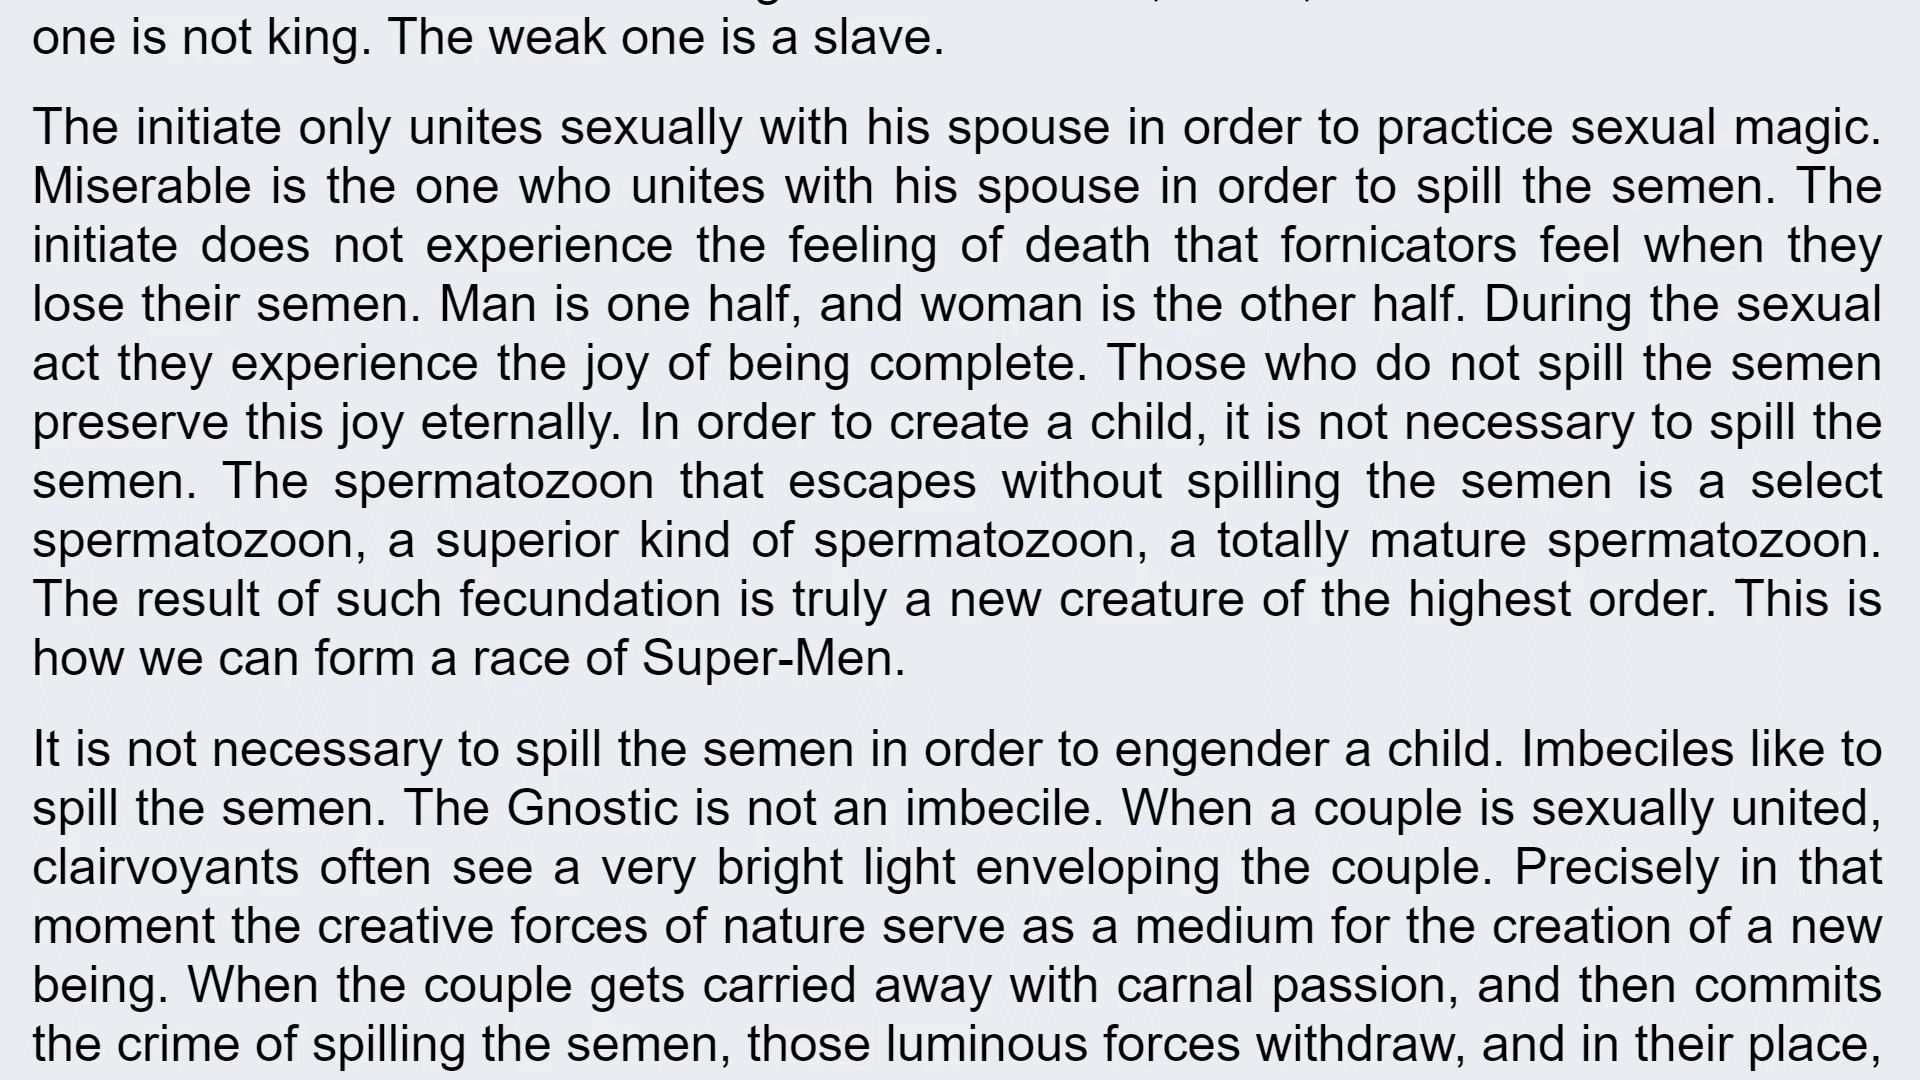 one is not king. The weak one is a slave.
The initiate only unites sexually with his spouse in order to practice sexual magic.
Miserable is the one who unites with his spouse in order to spill the semen. The
initiate does not experience the feeling of death that fornicators feel when they
lose their semen. Man is one half, and woman is the other half. During the sexual
act they experience the joy of being complete. Those who do not spill the semen
preserve this joy eternally. In order to create a child, it is not necessary to spill the
semen. The spermatozoon that escapes without spilling the semen is a select
spermatozoon, a superior kind of spermatozoon, a totally mature spermatozoon.
The result of such fecundation is truly a new creature of the highest order. This is
how we can form a race of Super-Men.
It is not necessary to spill the semen in order to engender a child. Imbeciles like to
spill the semen. The Gnostic is not an imbecile. When a couple is sexually united,
clairvoyants often see a very bright light enveloping the couple. Precisely in that
moment the creative forces of nature serve as a medium for the creation of a new
being. When the couple gets carried away with carnal passion, and then commits
the crime of spilling the semen, those luminous forces withdraw, and in their place,